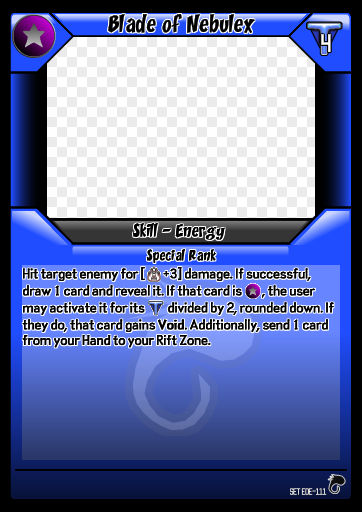 Blade of Nebulex
4
Skill - Energy
Special Rank
Hit target enemy for [ +3] damage. If successful,
draw 1 card and reveal it. If that card is , the user
may activate it for its divided by 2, rounded down. If
they do, that card gains Void. Additionally, send 1 card
from your Hand to your Rift Zone.
SET EOE-111